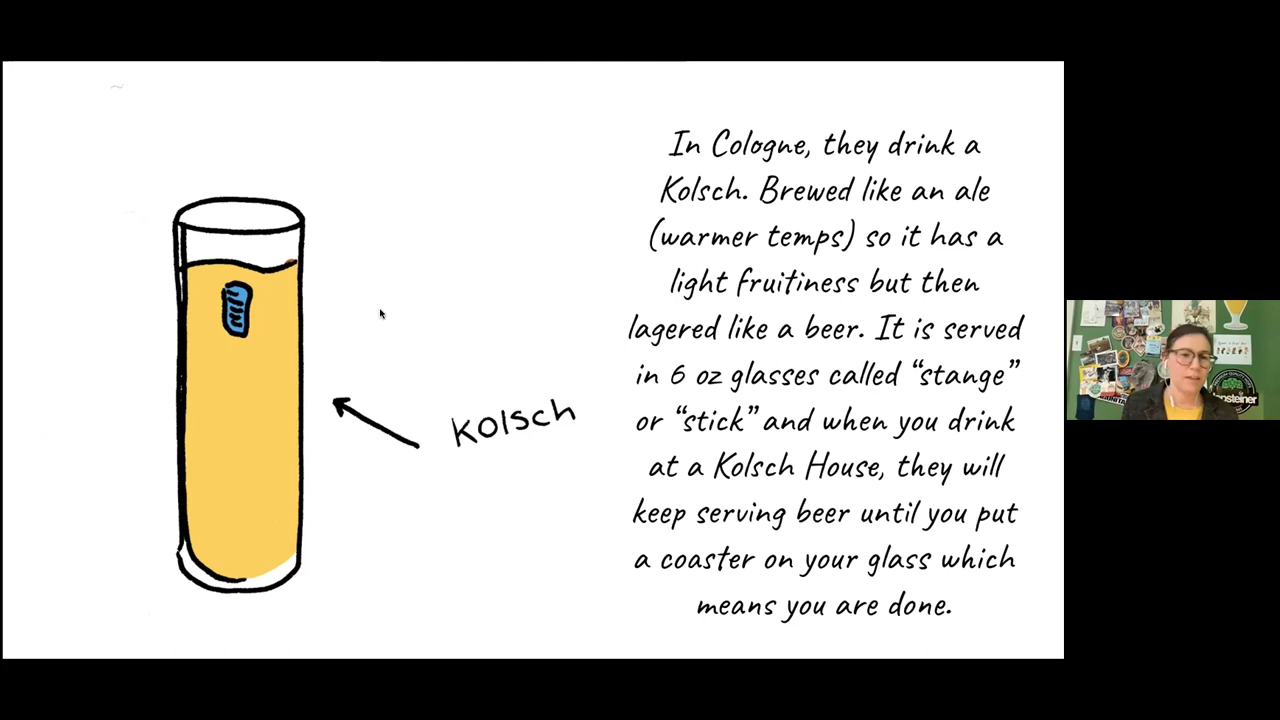 In Cologne, they drink a
Kolsch. Brewed like an ale
(warmer temps) so it has a
light fruitiness but then
lagered like a beer. It is served
in 6 oz glasses called “stange”
or “stick” and when you drink
at a Kolsch House, they will
keep serving beer until you put
a coaster on your glass which
means you are done.
Kolsch